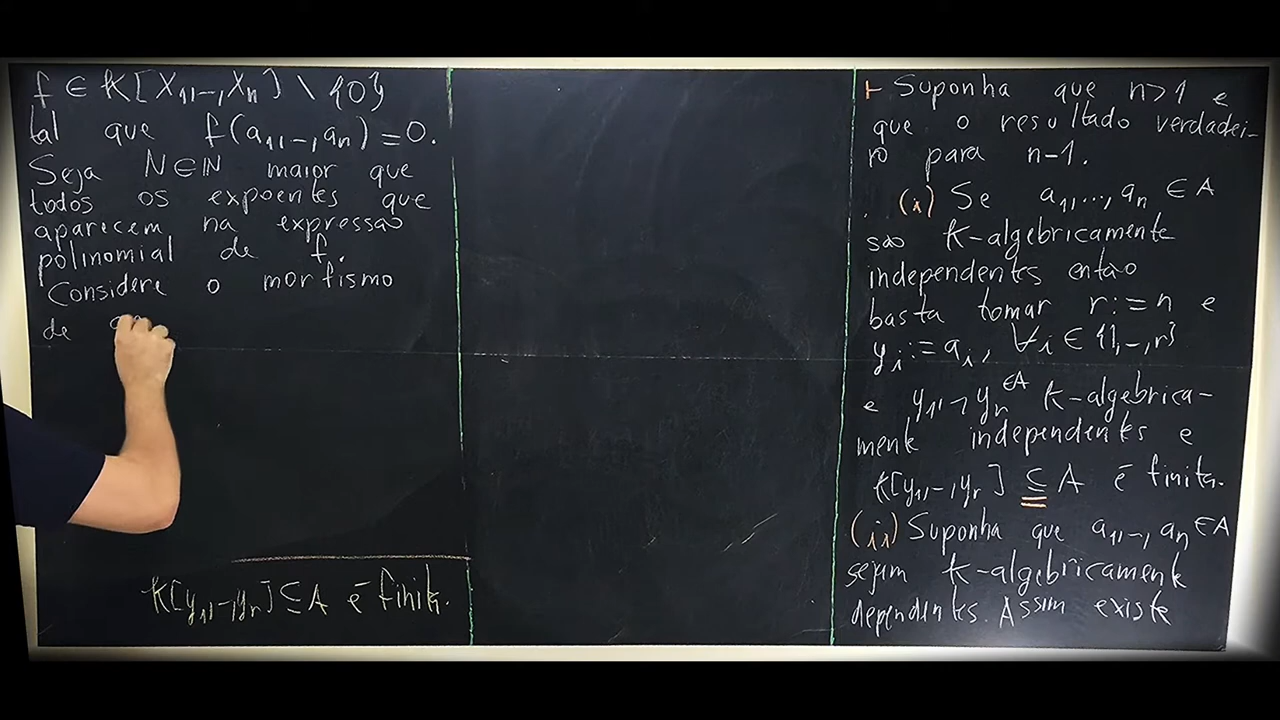 f ∈ K[X₁,...,Xₙ] \ {0}
tal que f(a₁,...,aₙ) = 0.
Seja N ∈ ℕ maior que
todos os expoentes que
aparecem na expressão
polinomial de f.
Considere o morfismo
de
K[y₁,...,yᵣ] ⊆ A é finita.
⊢ Suponha que n>1 e
que o resultado verdadei-
ro para n-1.
(i) Se a₁,...,aₙ ∈ A
são K-algebricamente
independentes então
basta tomar r := n e
yᵢ := aᵢ, ∀i ∈ {1,...,r}
e y₁,...,yᵣ ∈A K-algebrica-
mente independentes e
K[y₁,...,yᵣ] ⊆ A é finita.
(ii) Suponha que a₁,...,aₙ ∈ A
sejam K-algebricamente
dependentes. Assim existe